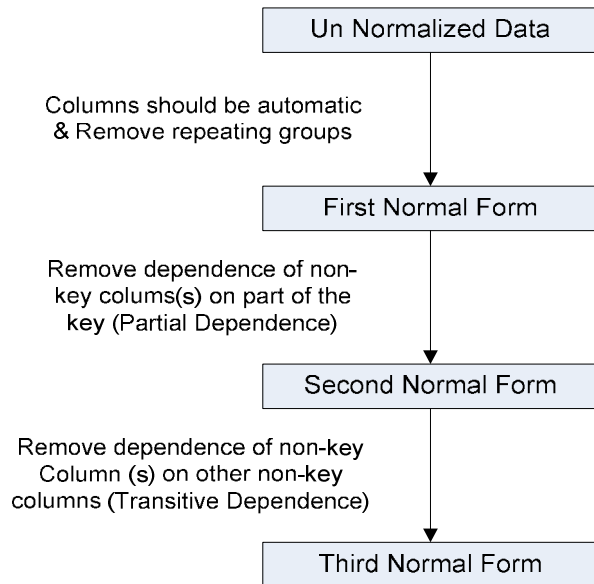 Un Normalized Data
Columns should be automatic
& Remove repeating groups
First Normal Form
Remove dependence of non-
key colums(s) on part of the
key (Partial Dependence)
Second Normal Form
Remove dependence of non-key
Column (s) on other non-key
columns (Transitive Dependence)
Third Normal Form